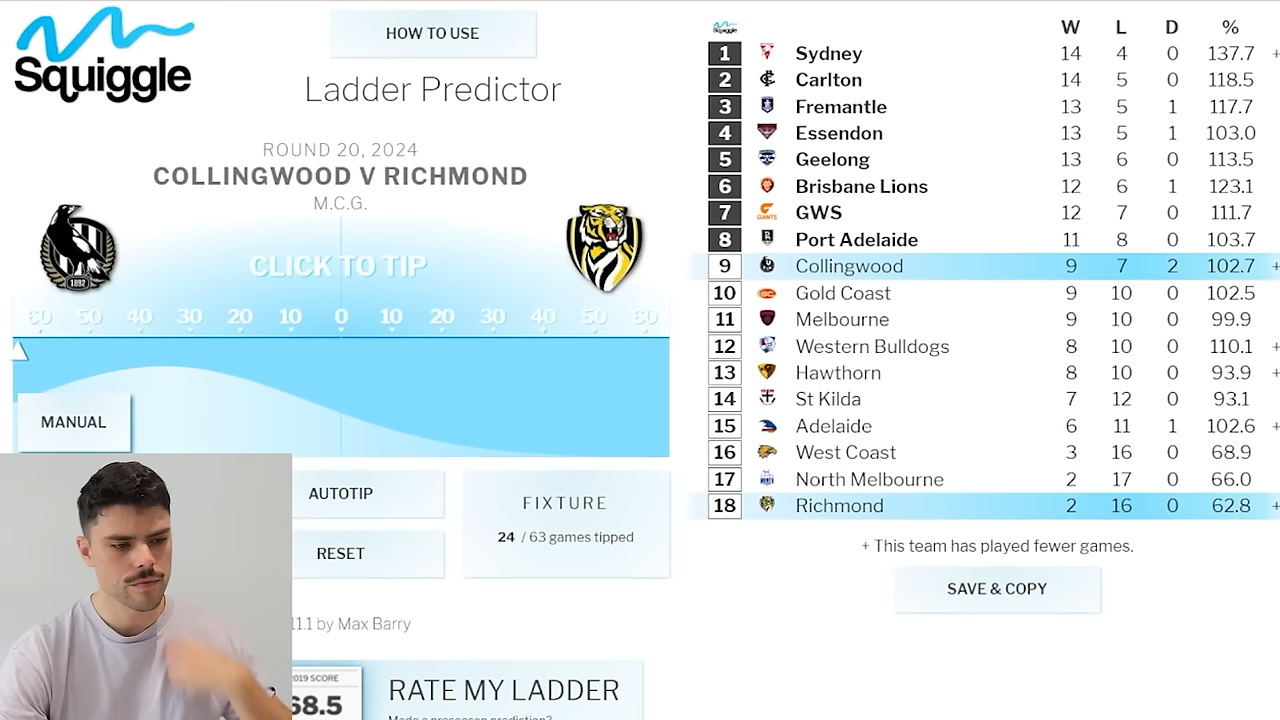 Squiggle
HOW TO USE
Ladder Predictor
ROUND 20, 2024
COLLINGWOOD V RICHMOND
M.C.G.
1892
CLICK TO TIP
60 50 40 30 20 10 0 10 20 30 40 50 60
MANUAL
AUTOTIP
RESET
FIXTURE
24 / 63 games tipped
11.1 by Max Barry
2019 SCORE
68.5
RATE MY LADDER
Made a preseason prediction?
W L D %
1 Sydney 14 4 0 137.7 +
2 Carlton 14 5 0 118.5
3 Fremantle 13 5 1 117.7
4 Essendon 13 5 1 103.0
5 Geelong 13 6 0 113.5
6 Brisbane Lions 12 6 1 123.1
7 GWS 12 7 0 111.7
8 Port Adelaide 11 8 0 103.7
9 Collingwood 9 7 2 102.7 +
10 Gold Coast 9 10 0 102.5
11 Melbourne 9 10 0 99.9
12 Western Bulldogs 8 10 0 110.1 +
13 Hawthorn 8 10 0 93.9 +
14 St Kilda 7 12 0 93.1
15 Adelaide 6 11 1 102.6 +
16 West Coast 3 16 0 68.9
17 North Melbourne 2 17 0 66.0
18 Richmond 2 16 0 62.8 +
+ This team has played fewer games.
SAVE & COPY